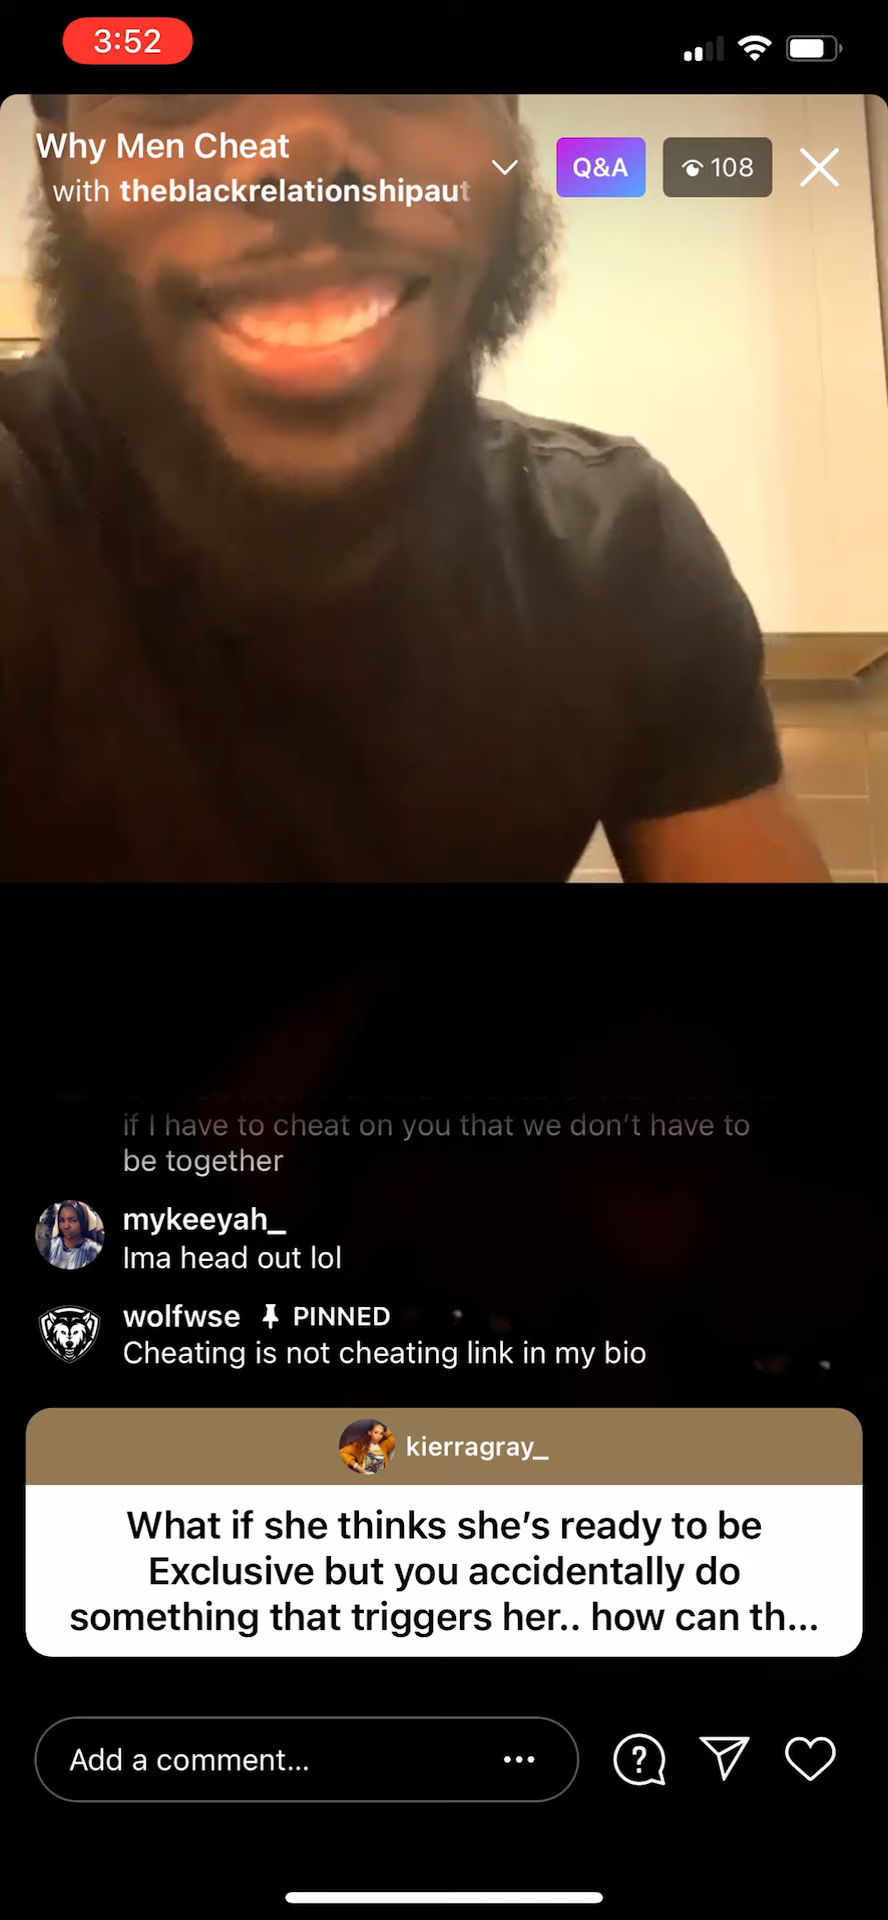 3:52
Why Men Cheat
with theblackrelationshipaut
Q&A
108
if I have to cheat on you that we don't have to
be together
mykeeyah_
Ima head out lol
wolfwse PINNED
Cheating is not cheating link in my bio
kierragray_
What if she thinks she's ready to be
Exclusive but you accidentally do
something that triggers her.. how can th...
Add a comment...